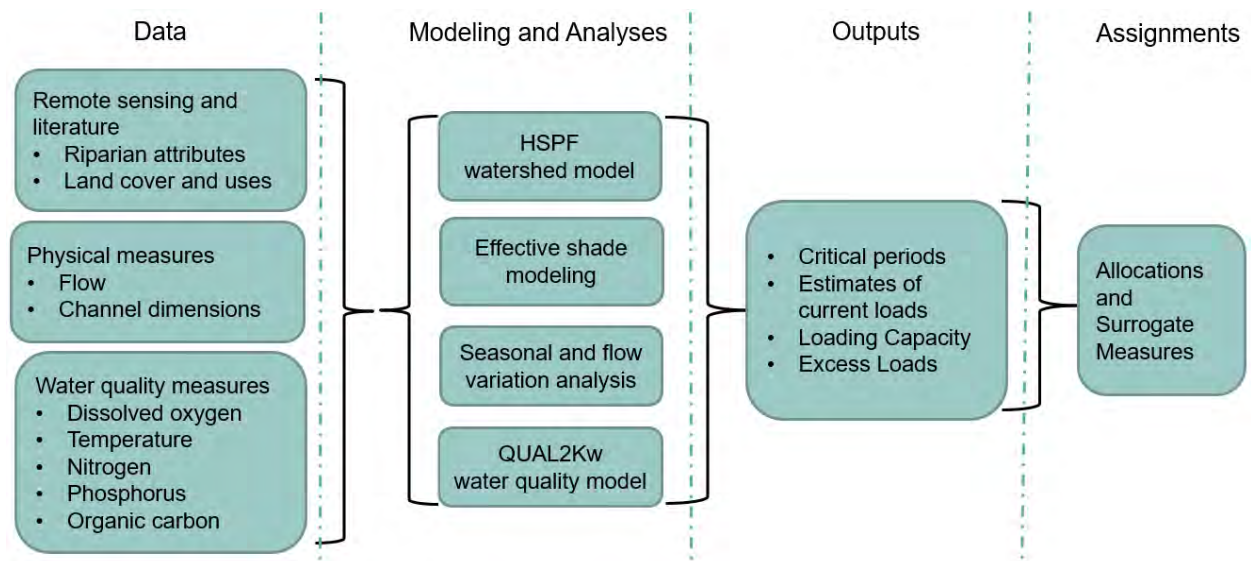 Data
Remote sensing and
literature
• Riparian attributes
• Land cover and uses
Physical measures
• Flow
• Channel dimensions
Water quality measures
• Dissolved oxygen
• Temperature
• Nitrogen
• Phosphorus
• Organic carbon
Modeling and Analyses
HSPF
watershed model
Effective shade
modeling
Seasonal and flow
variation analysis
QUAL2Kw
water quality model
Outputs
• Critical periods
• Estimates of
current loads
• Loading Capacity
• Excess Loads
Assignments
Allocations
and
Surrogate
Measures